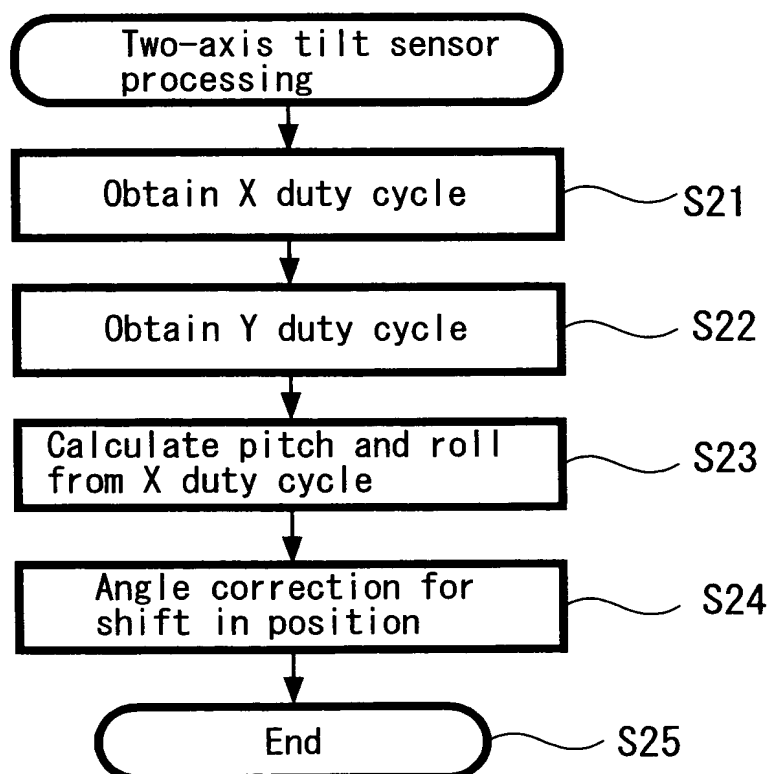 Two-axis tilt sensor
processing
Obtain X duty cycle
S21
Obtain Y duty cycle
S22
Calculate pitch and roll
from X duty cycle
S23
Angle correction for
shift in position
S24
End
S25